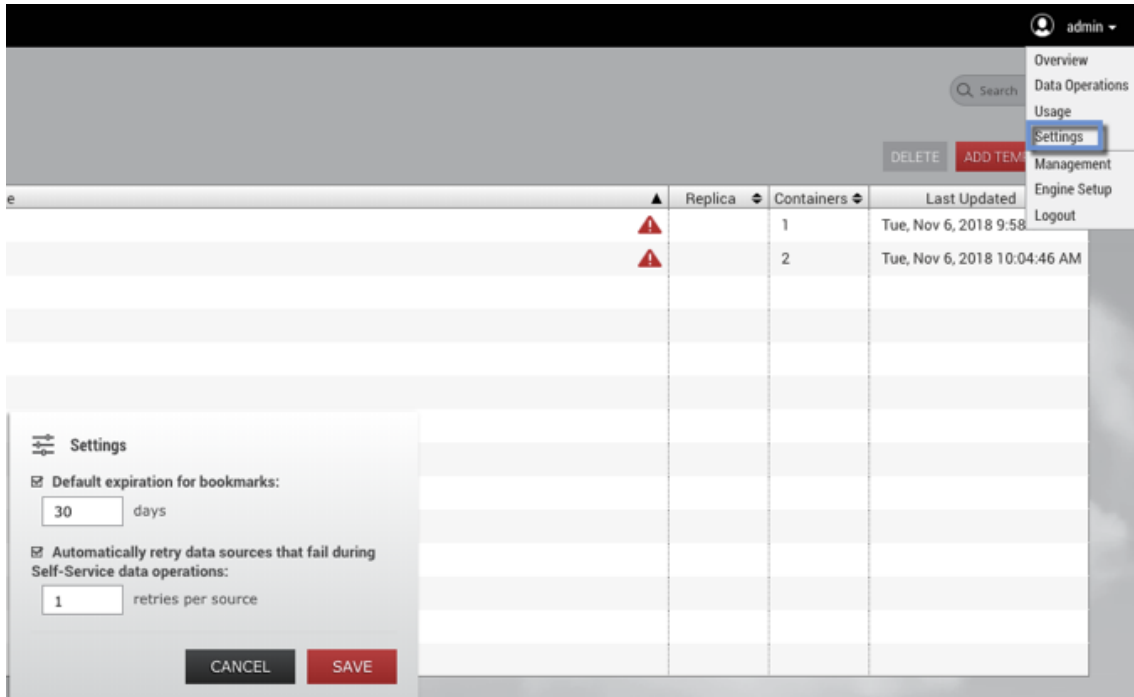 admin
Overview
Data Operations
Search
Usage
Settings
DELETE
ADD TEM
Management
Engine Setup
Logout
e
Replica
Containers
Last Updated
1
Tue, Nov 6, 2018 9:58
2
Tue, Nov 6, 2018 10:04:46 AM
Settings
Default expiration for bookmarks:
30 days
Automatically retry data sources that fail during
Self-Service data operations:
1 retries per source
CANCEL
SAVE